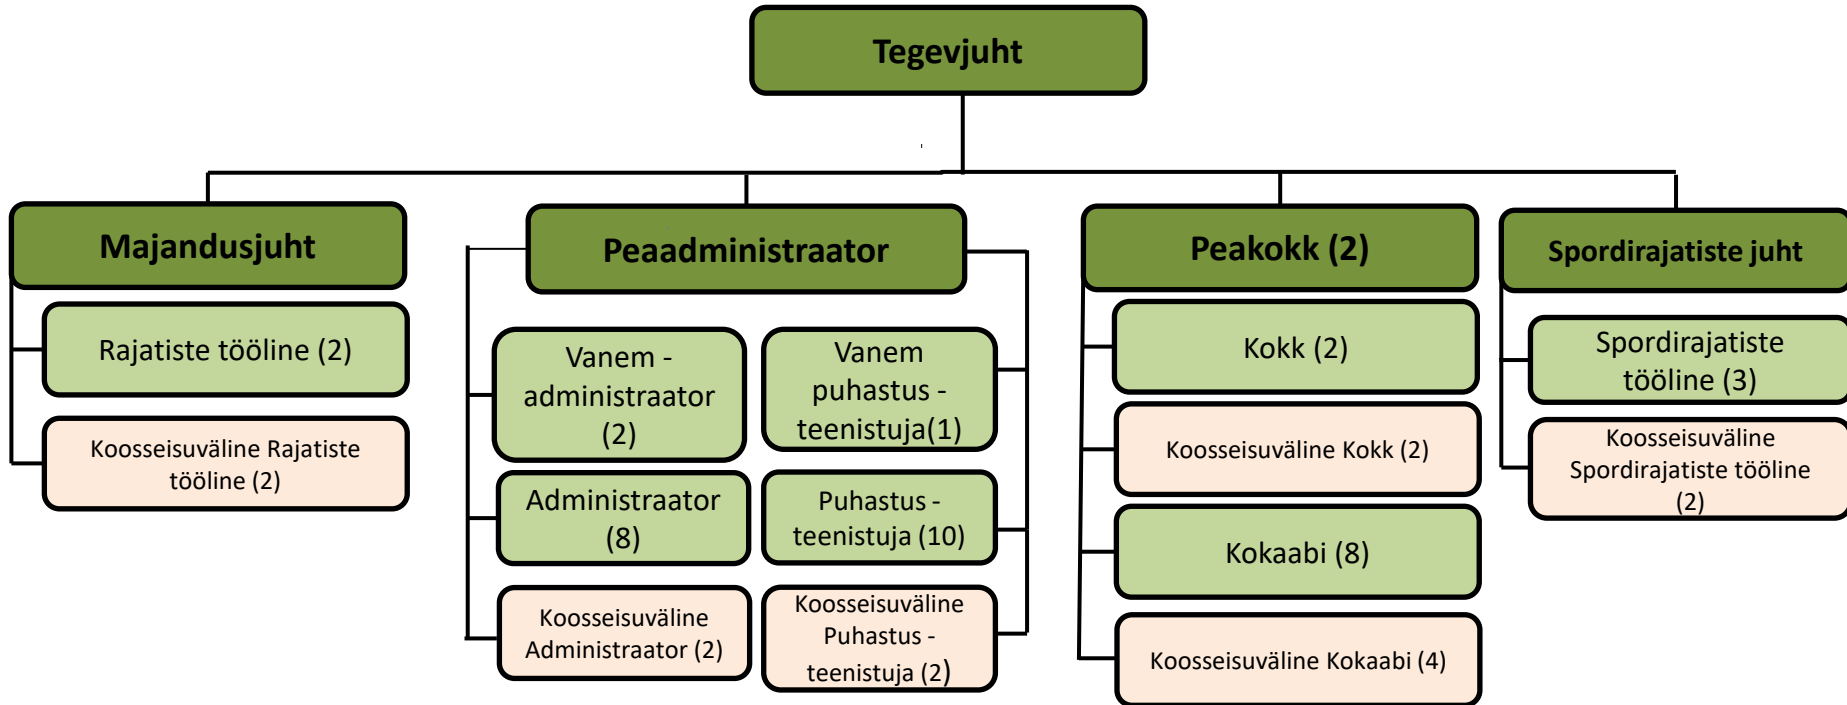 Tegevjuht
Majandusjuht
Rajatiste tööline (2)
Koosseisuväline Rajatiste
tööline (2)
Peaadministraator
Vanem -
administraator
(2)
Administraator
(8)
Koosseisuväline
Administraator (2)
Vanem
puhastus -
teenistuja(1)
Puhastus -
teenistuja (10)
Koosseisuväline
Puhastus -
teenistuja (2)
Peakokk (2)
Kokk (2)
Koosseisuväline Kokk (2)
Kokaabi (8)
Koosseisuväline Kokaabi (4)
Spordirajatiste juht
Spordirajatiste
tööline (3)
Koosseisuväline
Spordirajatiste tööline
(2)